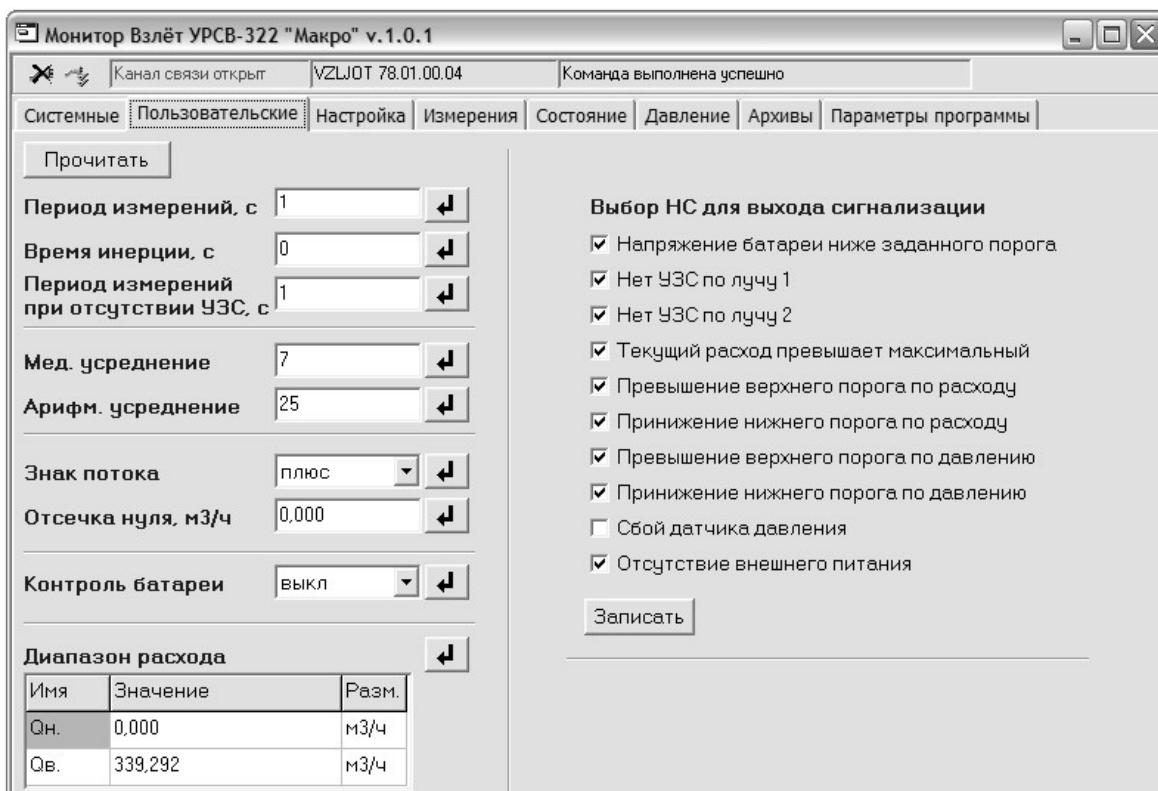 Монитор Взлёт УРСВ-322 "Макро" v.1.0.1
Канал связи открыт VZLJOT 78.01.00.04 Команда выполнена успешно
Системные Пользовательские Настройка Измерения Состояние Давление Архивы Параметры программы
Прочитать
Период измерений, с 1
Время инерции, с 0
Период измерений
при отсутствии УЗС, с 1
Мед. усреднение 7
Арифм. усреднение 25
Знак потока плюс
Отсечка нуля, м3/ч 0,000
Контроль батареи выкл
Диапазон расхода
Имя Значение Разм.
Qн. 0,000 м3/ч
Qв. 339,292 м3/ч
Выбор НС для выхода сигнализации
Напряжение батареи ниже заданного порога
Нет УЗС по лучу 1
Нет УЗС по лучу 2
Текущий расход превышает максимальный
Превышение верхнего порога по расходу
Принижение нижнего порога по расходу
Превышение верхнего порога по давлению
Принижение нижнего порога по давлению
Сбой датчика давления
Отсутствие внешнего питания
Записать